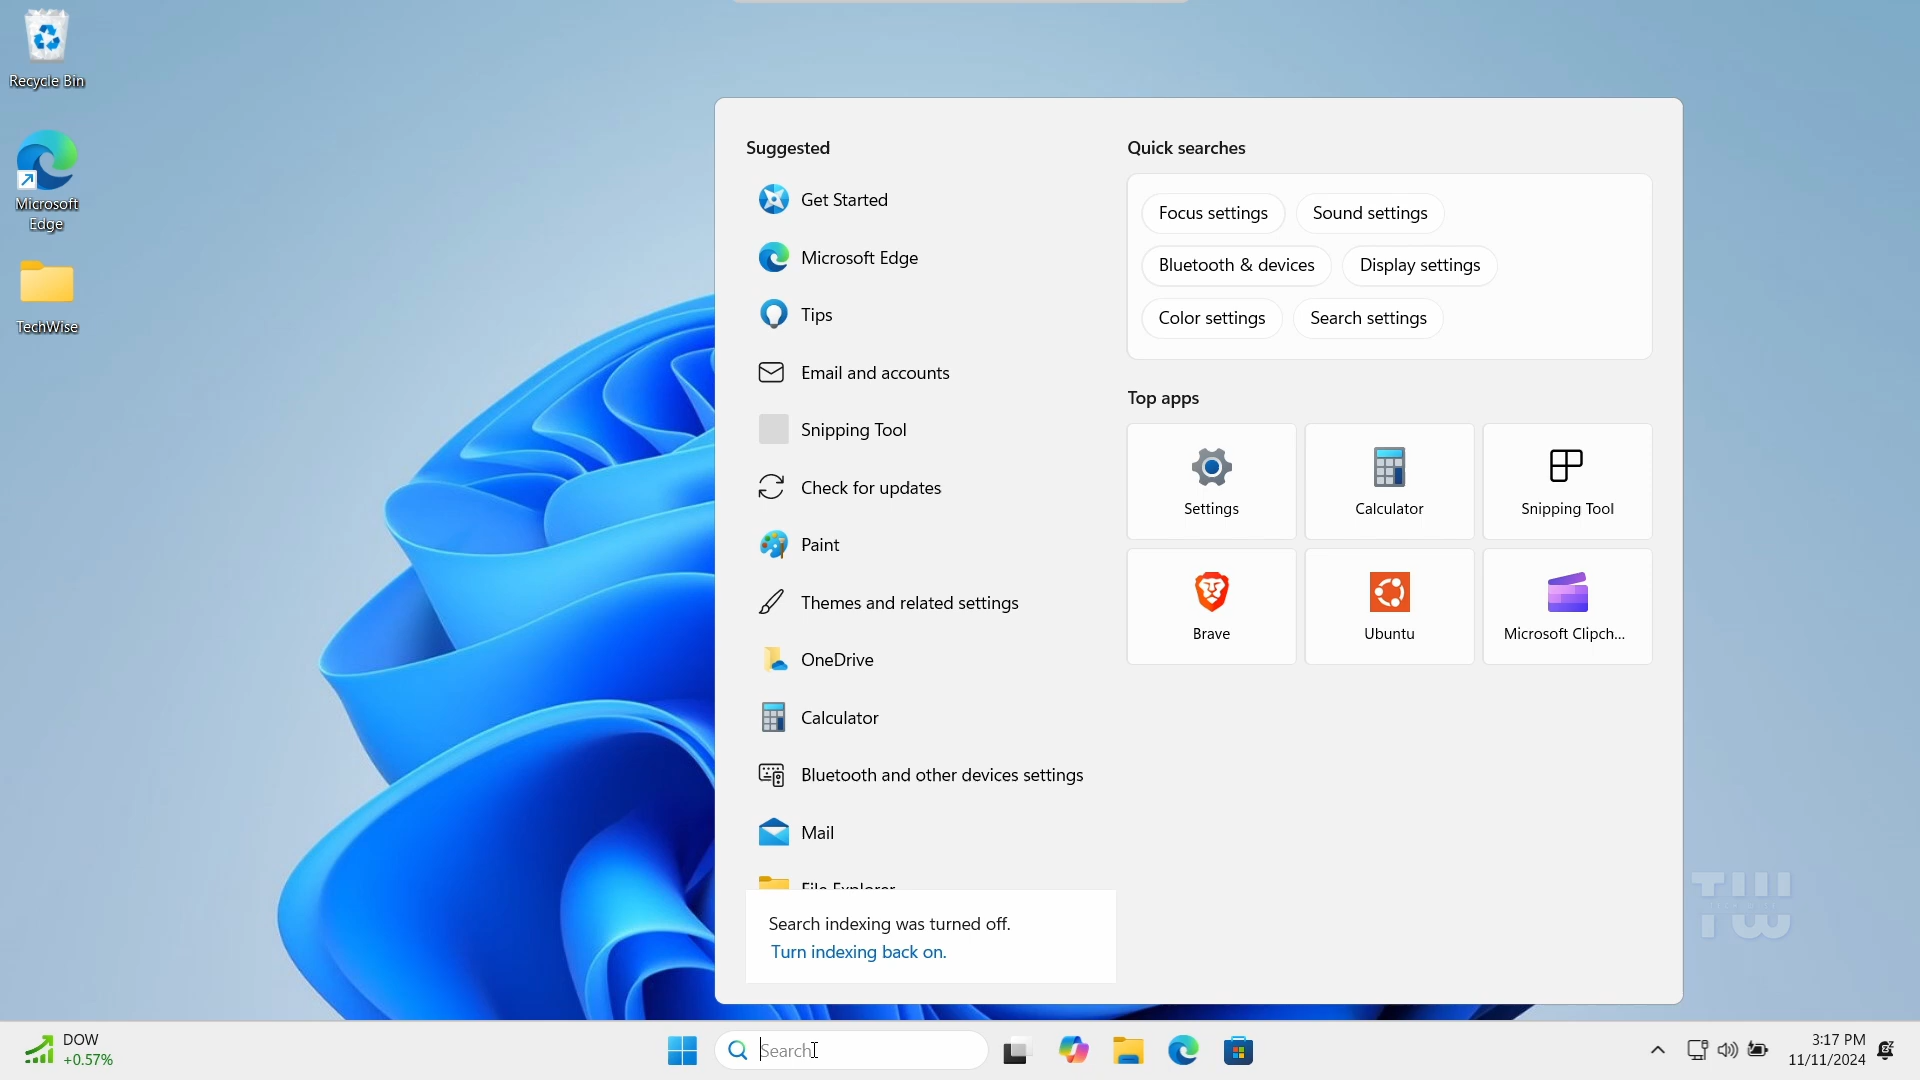 Recycle Bin
Microsoft
Edge
TechWise
Suggested
Get Started
Microsoft Edge
Tips
Email and accounts
Snipping Tool
Check for updates
Paint
Themes and related settings
OneDrive
Calculator
Bluetooth and other devices settings
Mail
File Explorer
Search indexing was turned off.
Turn indexing back on.
Quick searches
Focus settings
Sound settings
Bluetooth & devices
Display settings
Color settings
Search settings
Top apps
Settings
Calculator
Snipping Tool
Brave
Ubuntu
Microsoft Clipch...
TW
DOW
+0.57%
Search
3:17 PM
11/11/2024